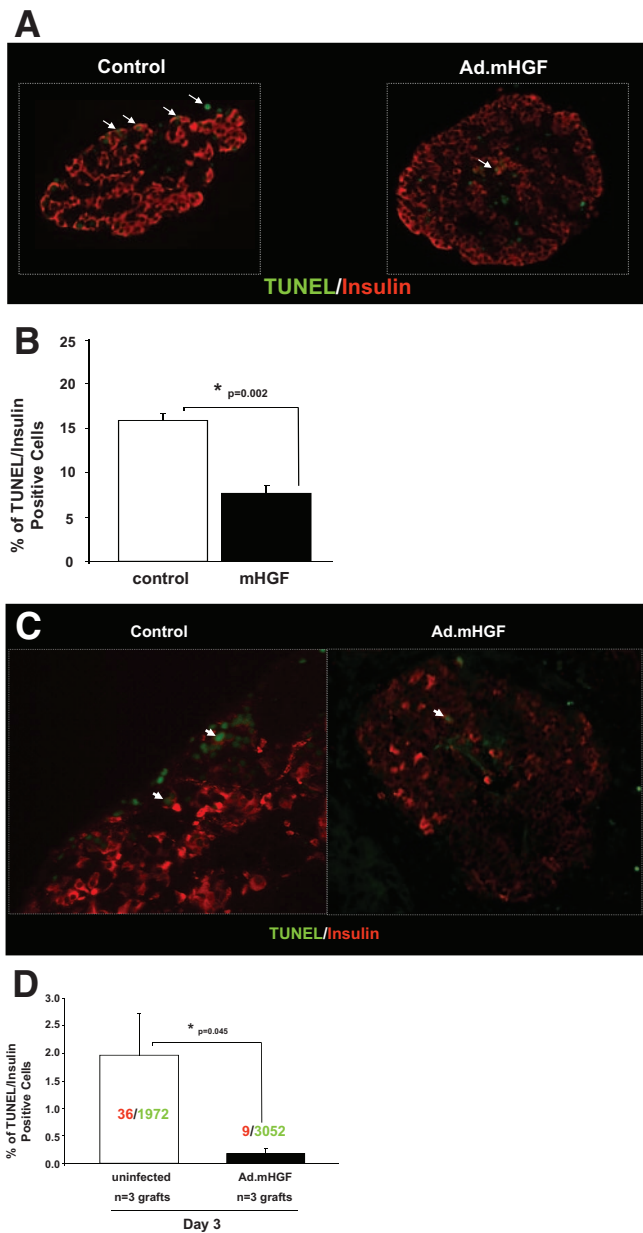 A
Control Ad.mHGF
TUNEL/Insulin
B
% of TUNEL/Insulin
Positive Cells
25
20
15
10
5
0
* p=0.002
control mHGF
C
Control Ad.mHGF
TUNEL/Insulin
D
% of TUNEL/Insulin
Positive Cells
3.0
2.5
2.0
1.5
1.0
0.5
0.0
* p=0.045
36/1972
9/3052
uninfected Ad.mHGF
n=3 grafts n=3 grafts
Day 3